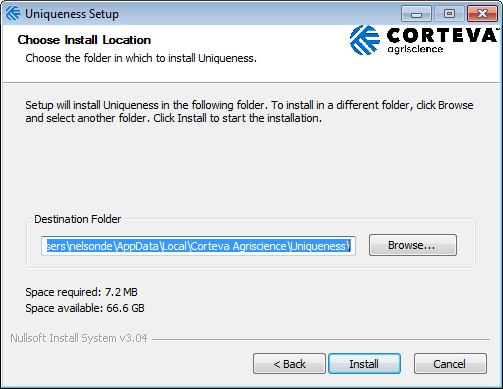 Uniqueness Setup
Choose Install Location
Choose the folder in which to install Uniqueness.
CORTEVA™
agriscience
Setup will install Uniqueness in the following folder. To install in a different folder, click Browse
and select another folder. Click Install to start the installation.
Destination Folder
sers\nelsonde\AppData\Local\Corteva Agriscience\Uniqueness\
Browse...
Space required: 7.2 MB
Space available: 66.6 GB
Nullsoft Install System v3.04
< Back
Install
Cancel